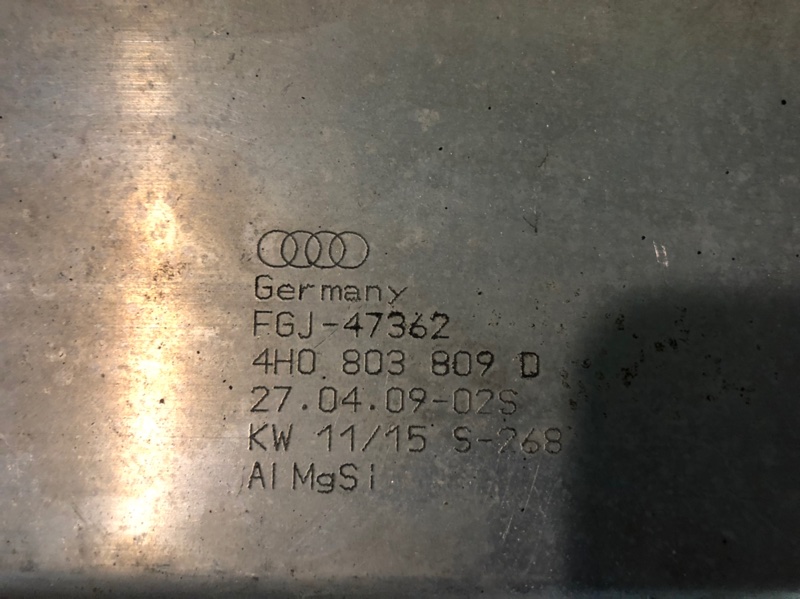 Germany
FGJ-47362
4H0 803 809 D
27.04.09-02S
KW 11/15 S-268
AlMgSi